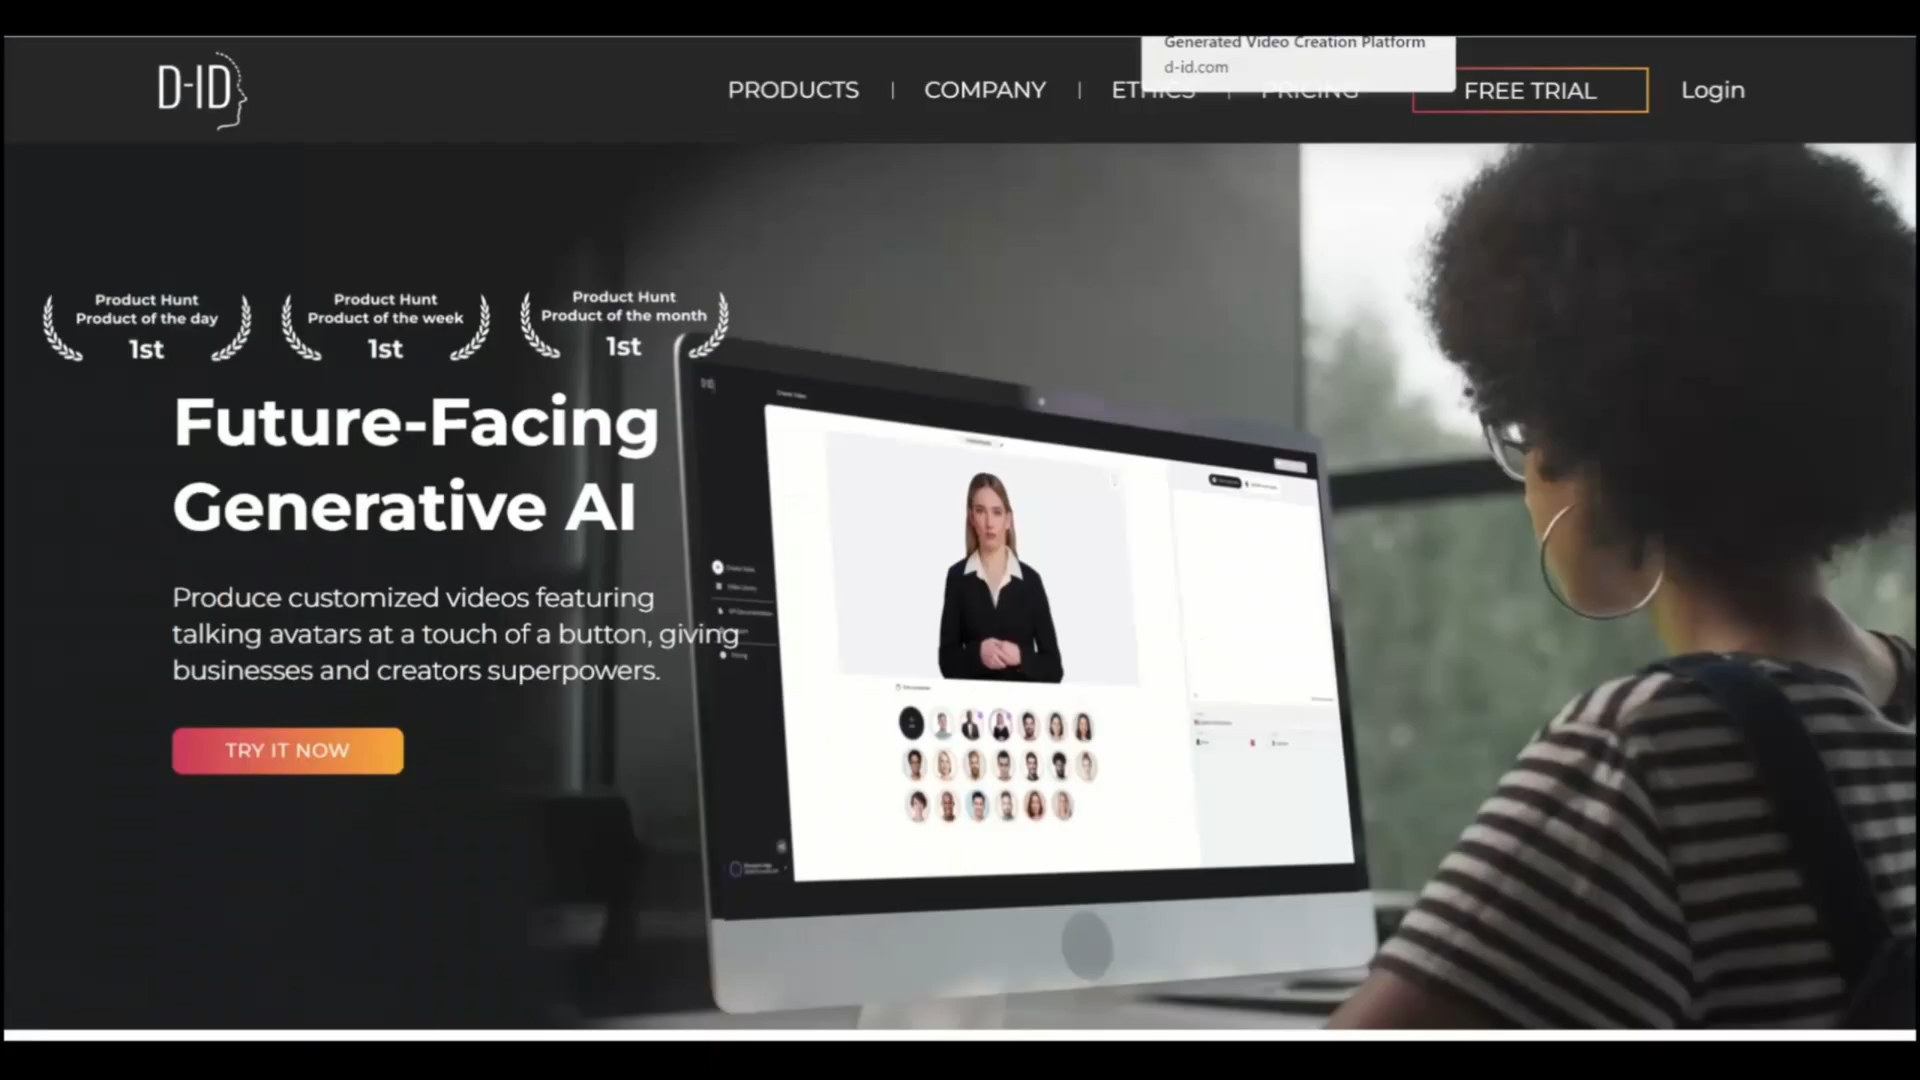 Generated Video Creation Platform
d-id.com
D-ID
PRODUCTS | COMPANY | ETHICS | PRICING
FREE TRIAL
Login
Product Hunt
Product of the day
1st
Product Hunt
Product of the week
1st
Product Hunt
Product of the month
1st
Future-Facing
Generative AI
Produce customized videos featuring
talking avatars at a touch of a button, giving
businesses and creators superpowers.
TRY IT NOW